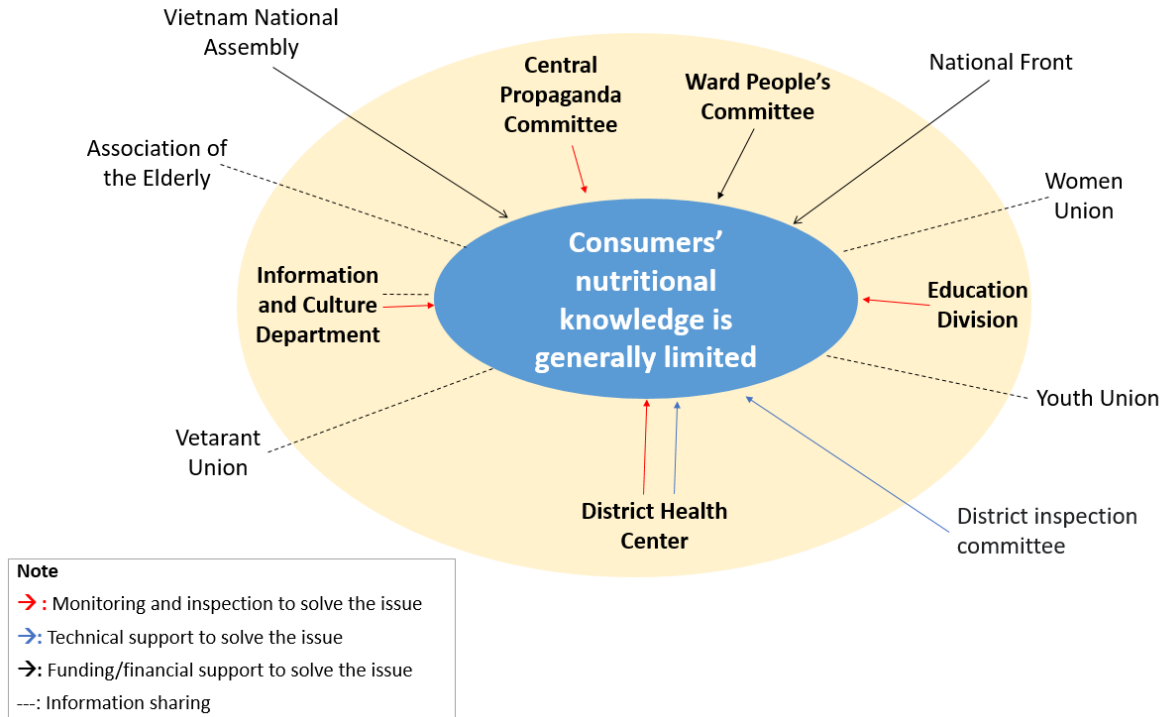 Vietnam National
Assembly
Central
Propaganda
Committee
Ward People's
Committee
National Front
Association of
the Elderly
Women
Union
Consumers'
nutritional
knowledge is
generally limited
Information
and Culture
Department
Education
Division
Vetarant
Union
Youth Union
District Health
Center
District inspection
committee
Note
→ : Monitoring and inspection to solve the issue
→: Technical support to solve the issue
→: Funding/financial support to solve the issue
---: Information sharing